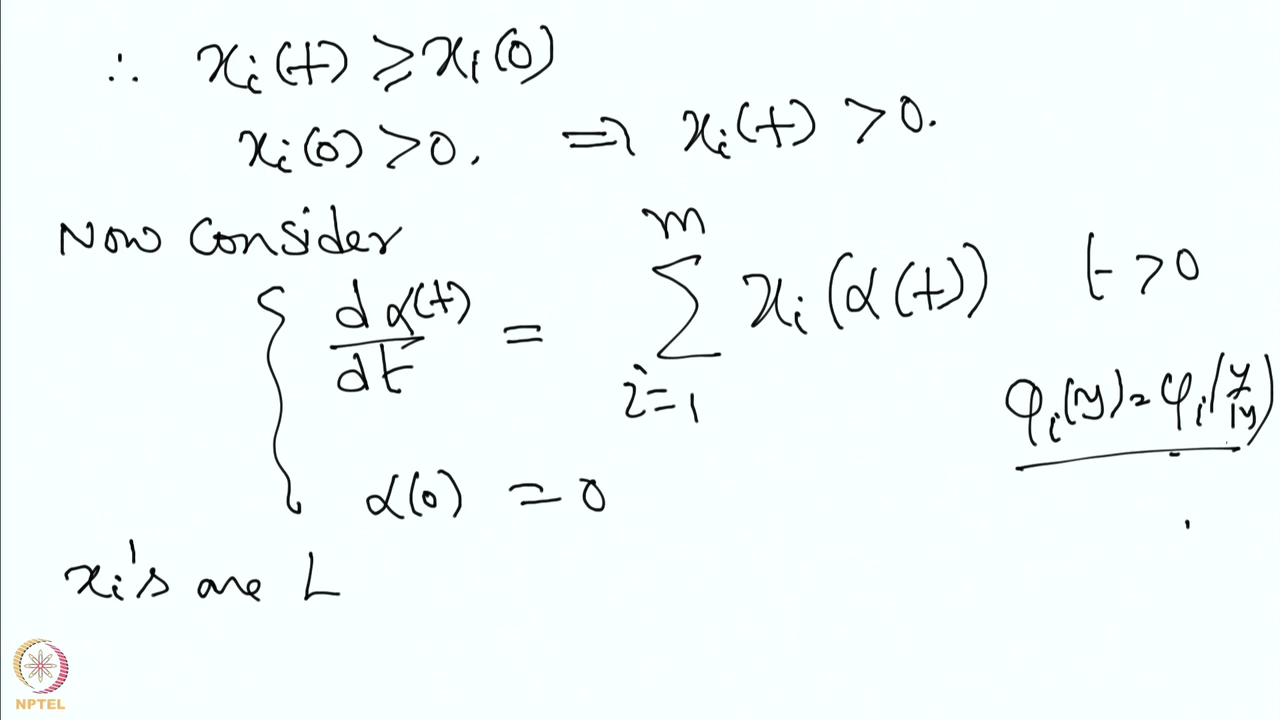 ∴ xᵢ(t) ⩾ xᵢ(0)
xᵢ(0) > 0, ⇒ xᵢ(t) > 0.
Now Consider
{ dα(t)/dt = ∑_{i=1}^{m} xᵢ(α(t)) t > 0
φᵢ(y) = φᵢ(y/|y|)
α(0) = 0
xᵢ's are L
NPTEL